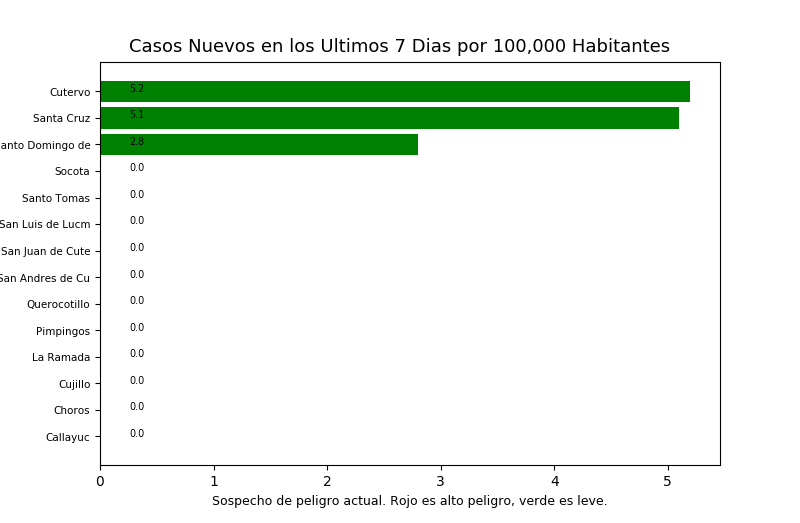 Casos Nuevos en los Ultimos 7 Dias por 100,000 Habitantes
Cutervo 5.2
Santa Cruz 5.1
anto Domingo de 2.8
Socota 0.0
Santo Tomas 0.0
San Luis de Lucm 0.0
San Juan de Cute 0.0
San Andres de Cu 0.0
Querocotillo 0.0
Pimpingos 0.0
La Ramada 0.0
Cujillo 0.0
Choros 0.0
Callayuc 0.0
0 1 2 3 4 5
Sospecho de peligro actual. Rojo es alto peligro, verde es leve.